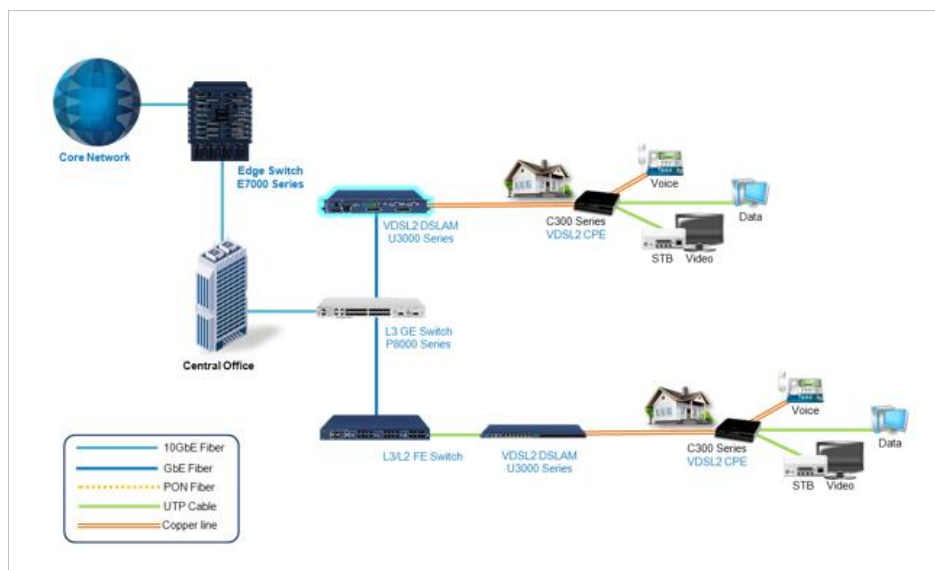 Core Network
Edge Switch
E7000 Series
VDSL2 DSLAM
U3000 Series
C300 Series
VDSL2 CPE
Voice
Data
STB
Video
L3 GE Switch
P8000 Series
Central Office
L3/L2 FE Switch
VDSL2 DSLAM
U3000 Series
C300 Series
VDSL2 CPE
Voice
Data
STB
Video
10GbE Fiber
GbE Fiber
PON Fiber
UTP Cable
Copper line